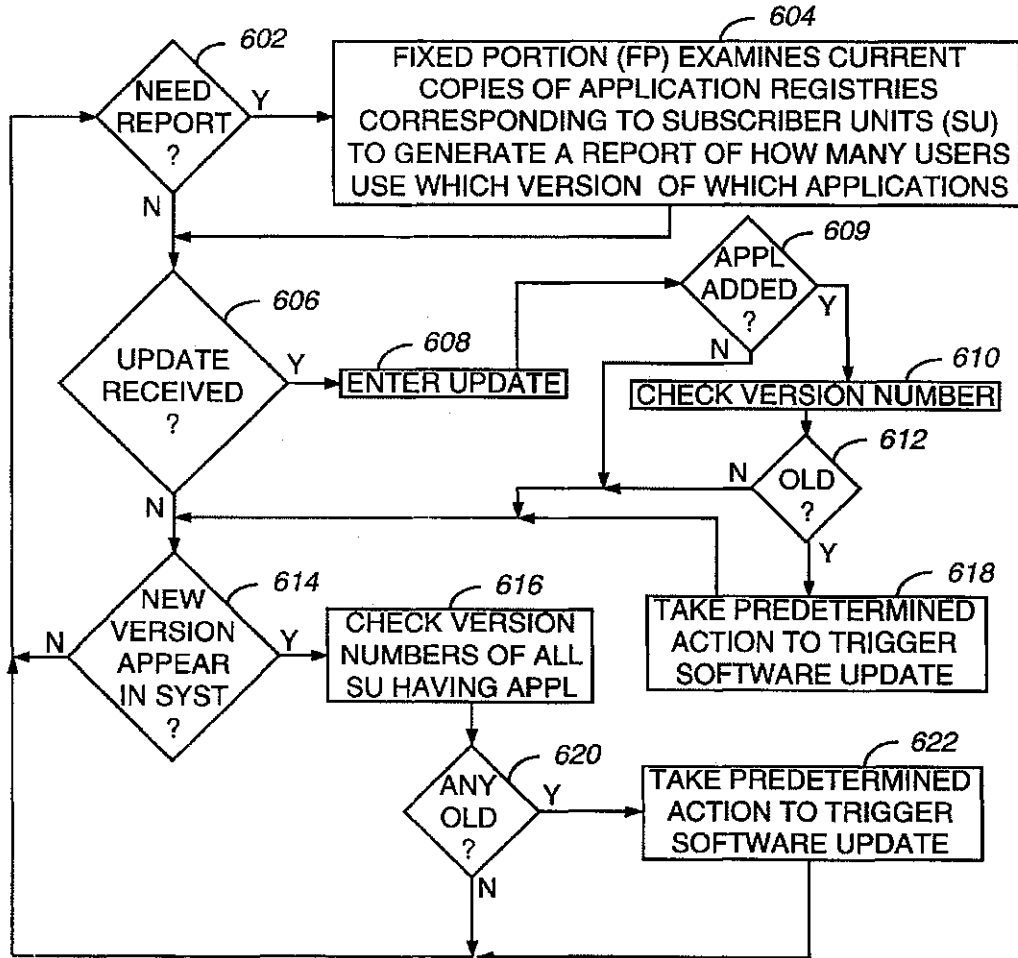 602
NEED
REPORT
?
Y
N
604
FIXED PORTION (FP) EXAMINES CURRENT
COPIES OF APPLICATION REGISTRIES
CORRESPONDING TO SUBSCRIBER UNITS (SU)
TO GENERATE A REPORT OF HOW MANY USERS
USE WHICH VERSION OF WHICH APPLICATIONS
606
UPDATE
RECEIVED
?
Y
N
608
ENTER UPDATE
609
APPL
ADDED
?
Y
N
610
CHECK VERSION NUMBER
612
OLD
?
N
Y
618
TAKE PREDETERMINED
ACTION TO TRIGGER
SOFTWARE UPDATE
614
NEW
VERSION
APPEAR
IN SYST
?
N
Y
616
CHECK VERSION
NUMBERS OF ALL
SU HAVING APPL
620
ANY
OLD
?
Y
N
622
TAKE PREDETERMINED
ACTION TO TRIGGER
SOFTWARE UPDATE